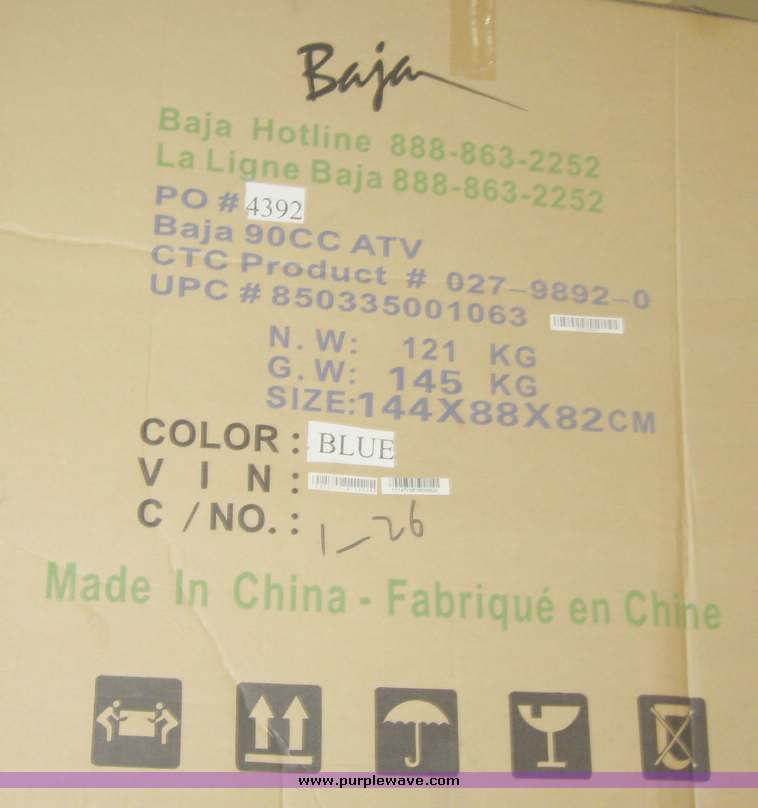 Baja
Baja Hotline 888-863-2252
La Ligne Baja 888-863-2252
PO # 4392
Baja 90CC ATV
CTC Product # 027-9892-0
UPC # 850335001063
N. W: 121 KG
G. W: 145 KG
SIZE:144X88X82CM
COLOR : BLUE
V I N :
C / NO. : 1-26
Made In China - Fabriqué en Chine
www.purplewave.com